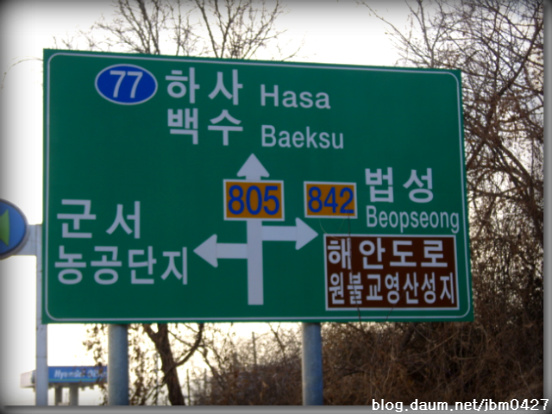 77 하사 Hasa
백수 Baeksu
805 842 법성
Beopseong
군서
농공단지
해안도로
원불교영산성지
blog.daum.net/ibm0427